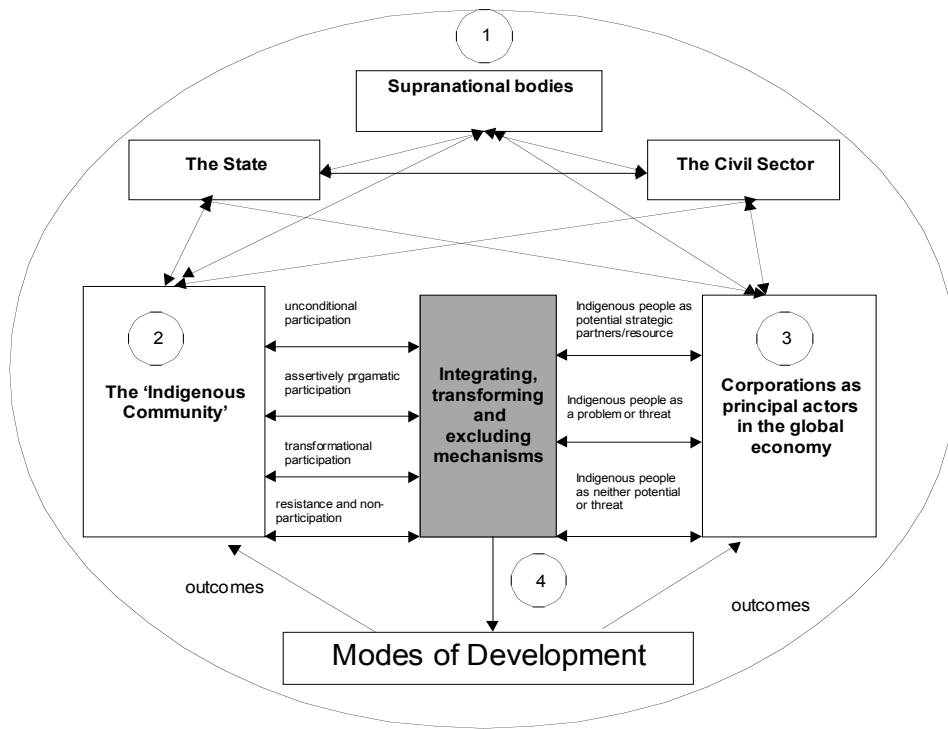 1
Supranational bodies
The State
The Civil Sector
2
The ‘Indigenous
Community’
unconditional
participation
assertively prgamatic
participation
transformational
participation
resistance and non-
participation
Integrating,
transforming
and
excluding
mechanisms
Indigenous people as
potential strategic
partners/resource
Indigenous people as
a problem or threat
Indigenous people
as neither potential
or threat
3
Corporations as
principal actors
in the global
economy
4
outcomes
outcomes
Modes of Development